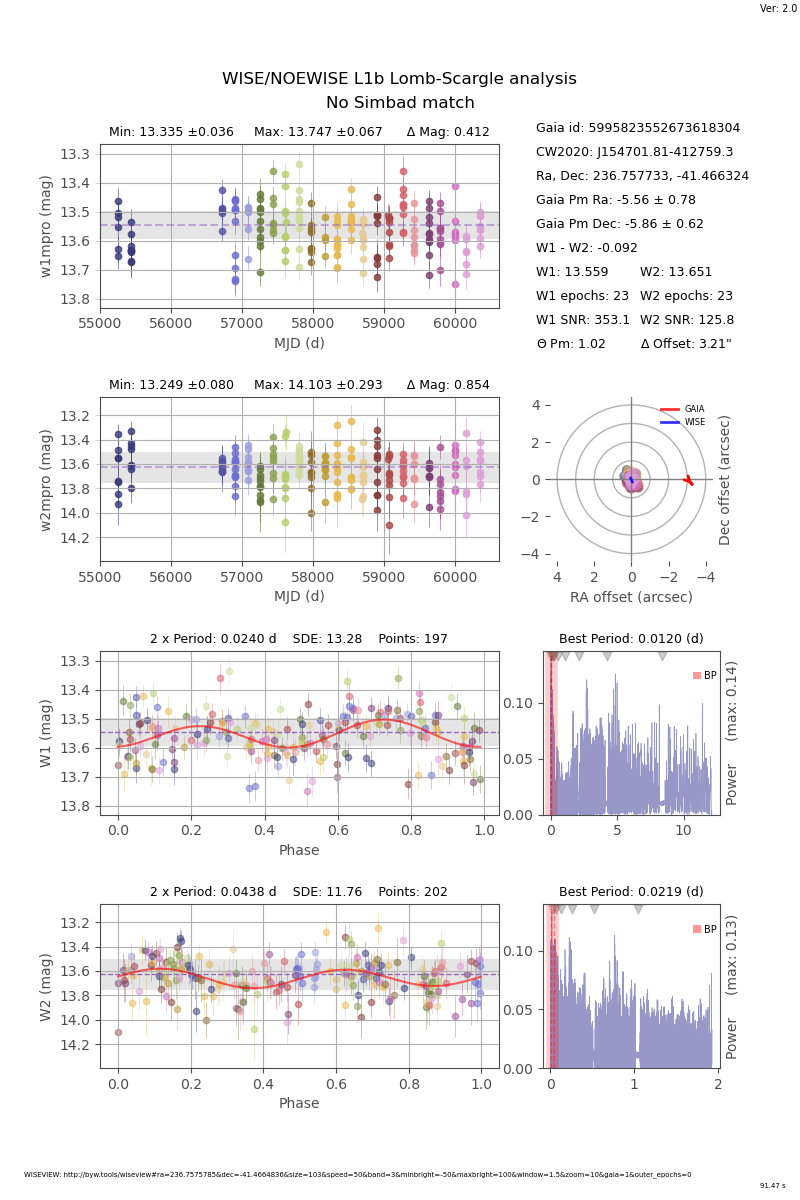 Ver: 2.0
WISE/NOEWISE L1b Lomb-Scargle analysis
No Simbad match
Min: 13.335 ±0.036 Max: 13.747 ±0.067 Δ Mag: 0.412
13.3
13.4
13.5
13.6
13.7
13.8
w1mpro (mag)
55000 56000 57000 58000 59000 60000
MJD (d)
Gaia id: 5995823552673618304
CW2020: J154701.81-412759.3
Ra, Dec: 236.757733, -41.466324
Gaia Pm Ra: -5.56 ± 0.78
Gaia Pm Dec: -5.86 ± 0.62
W1 - W2: -0.092
W1: 13.559 W2: 13.651
W1 epochs: 23 W2 epochs: 23
W1 SNR: 353.1 W2 SNR: 125.8
Θ Pm: 1.02 Δ Offset: 3.21"
Min: 13.249 ±0.080 Max: 14.103 ±0.293 Δ Mag: 0.854
13.2
13.4
13.6
13.8
14.0
14.2
w2mpro (mag)
55000 56000 57000 58000 59000 60000
MJD (d)
GAIA
WISE
4
2
0
−2
−4
4 2 0 −2 −4
RA offset (arcsec)
Dec offset (arcsec)
2 x Period: 0.0240 d SDE: 13.28 Points: 197
13.3
13.4
13.5
13.6
13.7
13.8
W1 (mag)
0.0 0.2 0.4 0.6 0.8 1.0
Phase
Best Period: 0.0120 (d)
BP
0.10
0.05
0.00
0 5 10
Power (max: 0.14)
2 x Period: 0.0438 d SDE: 11.76 Points: 202
13.2
13.4
13.6
13.8
14.0
14.2
W2 (mag)
0.0 0.2 0.4 0.6 0.8 1.0
Phase
Best Period: 0.0219 (d)
BP
0.10
0.05
0.00
0 1 2
Power (max: 0.13)
WISEVIEW: http://byw.tools/wiseview#ra=236.7575785&dec=-41.4664836&size=103&speed=50&band=3&minbright=-50&maxbright=100&window=1.5&zoom=10&gaia=1&outer_epochs=0
91.47 s